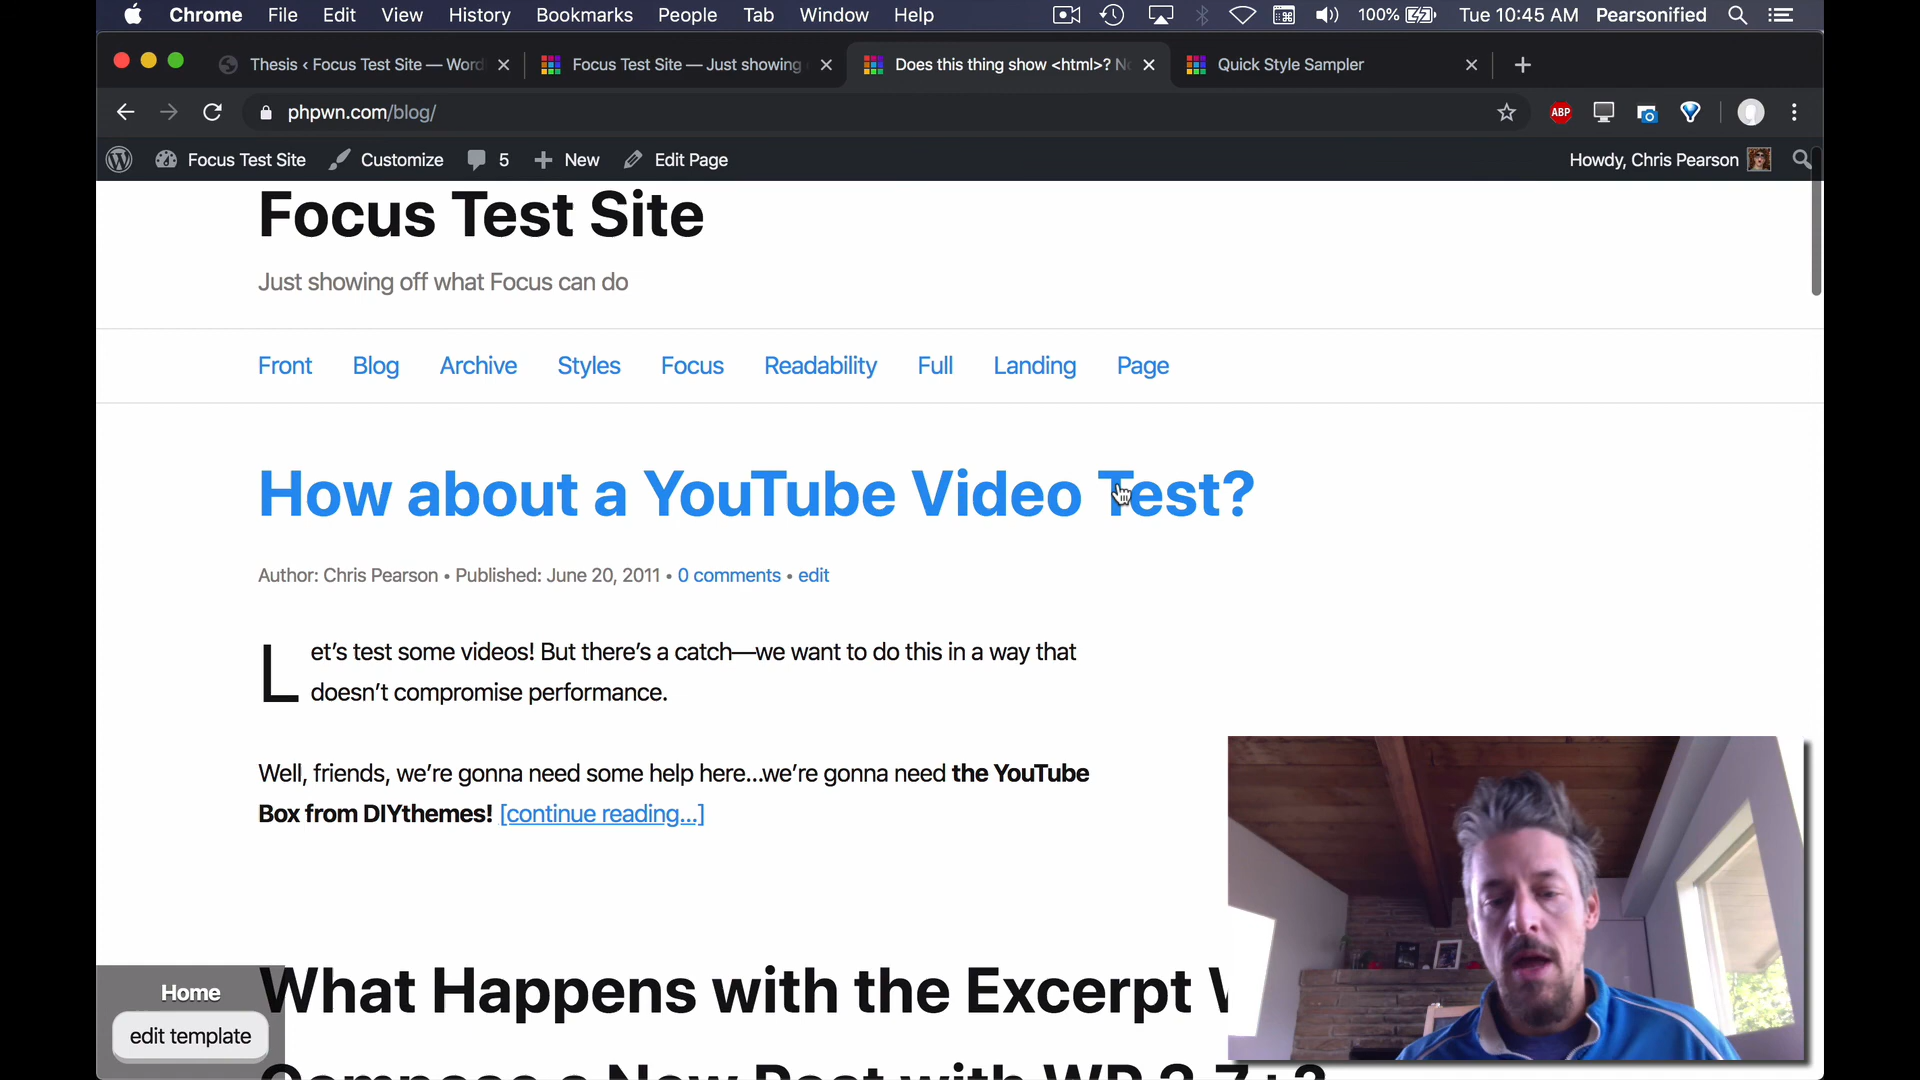 Chrome File Edit View History Bookmarks People Tab Window Help 100% Tue 10:45 AM Pearsonified
Thesis ‹ Focus Test Site — Word Focus Test Site — Just showing Does this thing show <html>? Quick Style Sampler
phpwn.com/blog/ ABP
Focus Test Site Customize 5 New Edit Page Howdy, Chris Pearson
Focus Test Site
Just showing off what Focus can do
Front Blog Archive Styles Focus Readability Full Landing Page
How about a YouTube Video Test?
Author: Chris Pearson • Published: June 20, 2011 • 0 comments • edit
Let’s test some videos! But there’s a catch—we want to do this in a way that
doesn’t compromise performance.
Well, friends, we’re gonna need some help here…we’re gonna need the YouTube
Box from DIYthemes! [continue reading…]
Home
What Happens with the Excerpt
edit template